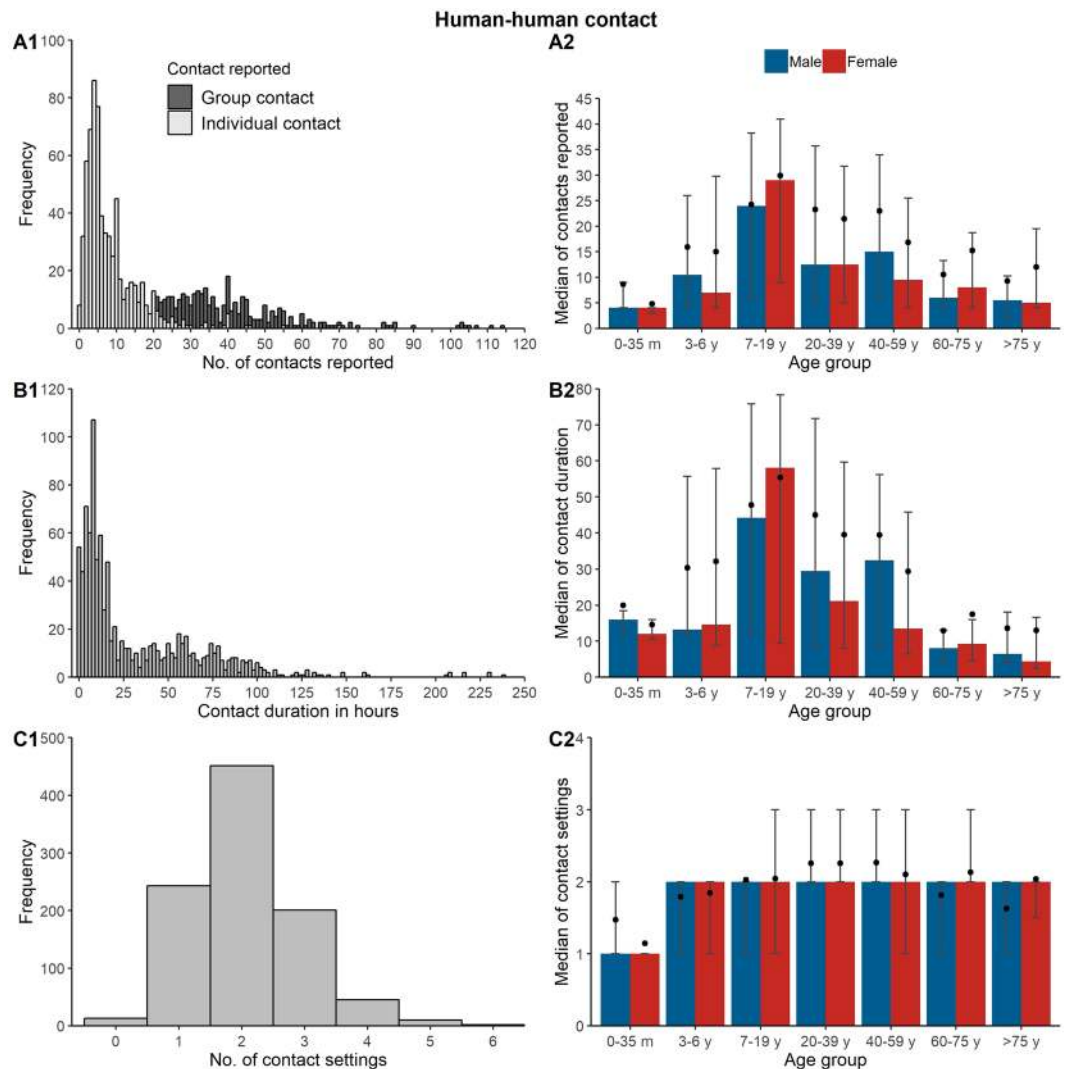 Human-human contact
A1
100
80
60
40
20
0
Frequency
Contact reported
Group contact
Individual contact
0 10 20 30 40 50 60 70 80 90 100 110 120
No. of contacts reported
A2
Male Female
45
40
35
30
25
20
15
10
5
0
Median of contacts reported
0-35 m 3-6 y 7-19 y 20-39 y 40-59 y 60-75 y >75 y
Age group
B1
120
100
80
60
40
20
0
Frequency
0 25 50 75 100 125 150 175 200 225 250
Contact duration in hours
B2
80
70
60
50
40
30
20
10
0
Median of contact duration
0-35 m 3-6 y 7-19 y 20-39 y 40-59 y 60-75 y >75 y
Age group
C1
500
400
300
200
100
0
Frequency
0 1 2 3 4 5 6
No. of contact settings
C2
4
3
2
1
0
Median of contact settings
0-35 m 3-6 y 7-19 y 20-39 y 40-59 y 60-75 y >75 y
Age group